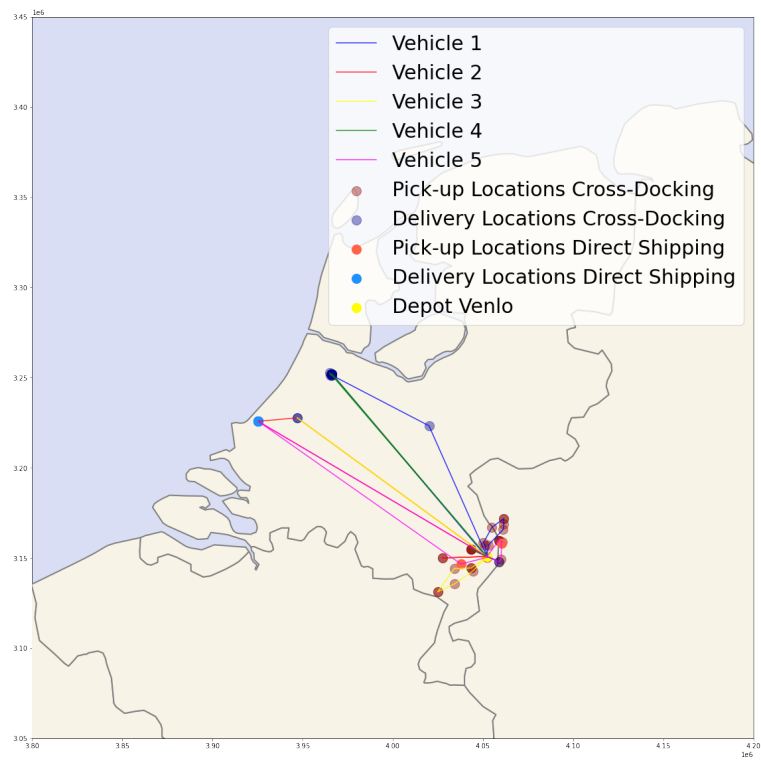 1e6
3.45
Vehicle 1
Vehicle 2
3.40
Vehicle 3
Vehicle 4
Vehicle 5
3.35
Pick-up Locations Cross-Docking
Delivery Locations Cross-Docking
Pick-up Locations Direct Shipping
3.30
Delivery Locations Direct Shipping
Depot Venlo
3.25
3.20
3.15
3.10
3.05
3.80 3.85 3.90 3.95 4.00 4.05 4.10 4.15 4.20
1e6